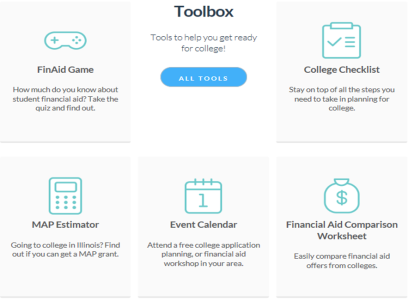 Toolbox
Tools to help you get ready
for college!
ALL TOOLS
FinAid Game
How much do you know about
student financial aid? Take the
quiz and find out.
College Checklist
Stay on top of all the steps you
need to take in planning for
college.
MAP Estimator
Going to college in Illinois? Find
out if you can get a MAP grant.
1
Event Calendar
Attend a free college application
planning, or financial aid
workshop in your area.
$
Financial Aid Comparison
Worksheet
Easily compare financial aid
offers from colleges.